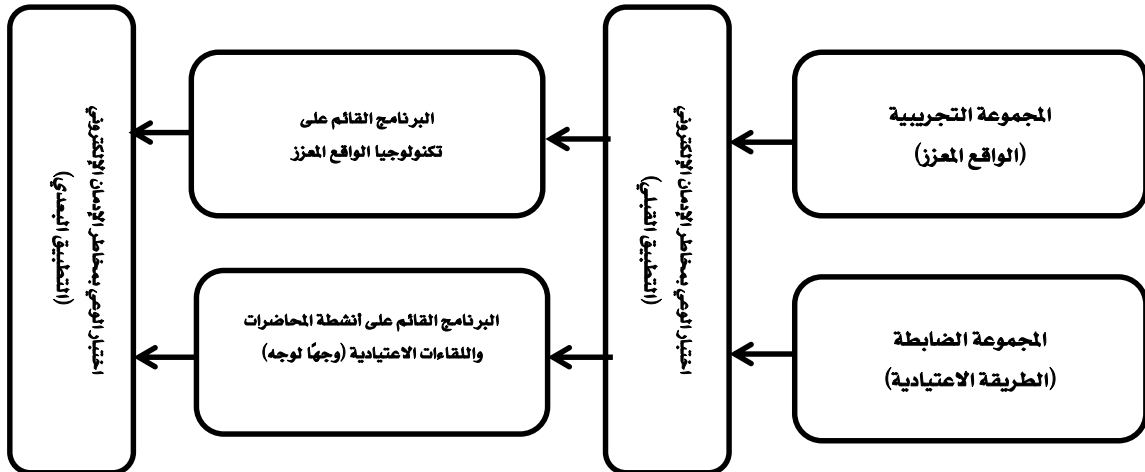 المجموعة التجريبية
(الواقع المعزز)
المجموعة الضابطة
(الطريقة الاعتيادية)
اختبار الوعي بمخاطر الإدمان الإلكتروني
(التطبيق القبلي)
البرنامج القائم على
تكنولوجيا الواقع المعزز
البرنامج القائم على أنشطة المحاضرات
واللقاءات الاعتيادية (وجهًا لوجه)
اختبار الوعي بمخاطر الإدمان الإلكتروني
(التطبيق البعدي)